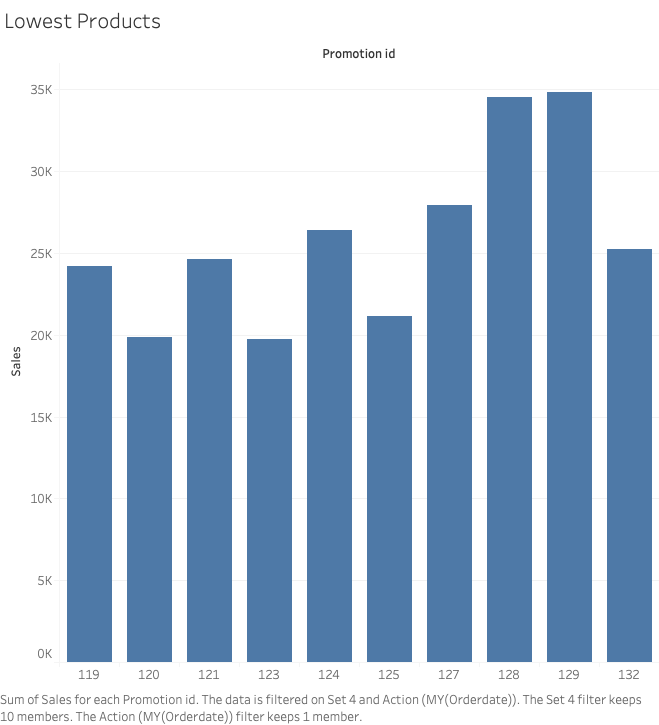 Lowest Products
Promotion id
35K
30K
25K
20K
15K
10K
5K
0K
Sales
119 120 121 123 124 125 127 128 129 132
Sum of Sales for each Promotion id. The data is filtered on Set 4 and Action (MY(Orderdate)). The Set 4 filter keeps
10 members. The Action (MY(Orderdate)) filter keeps 1 member.